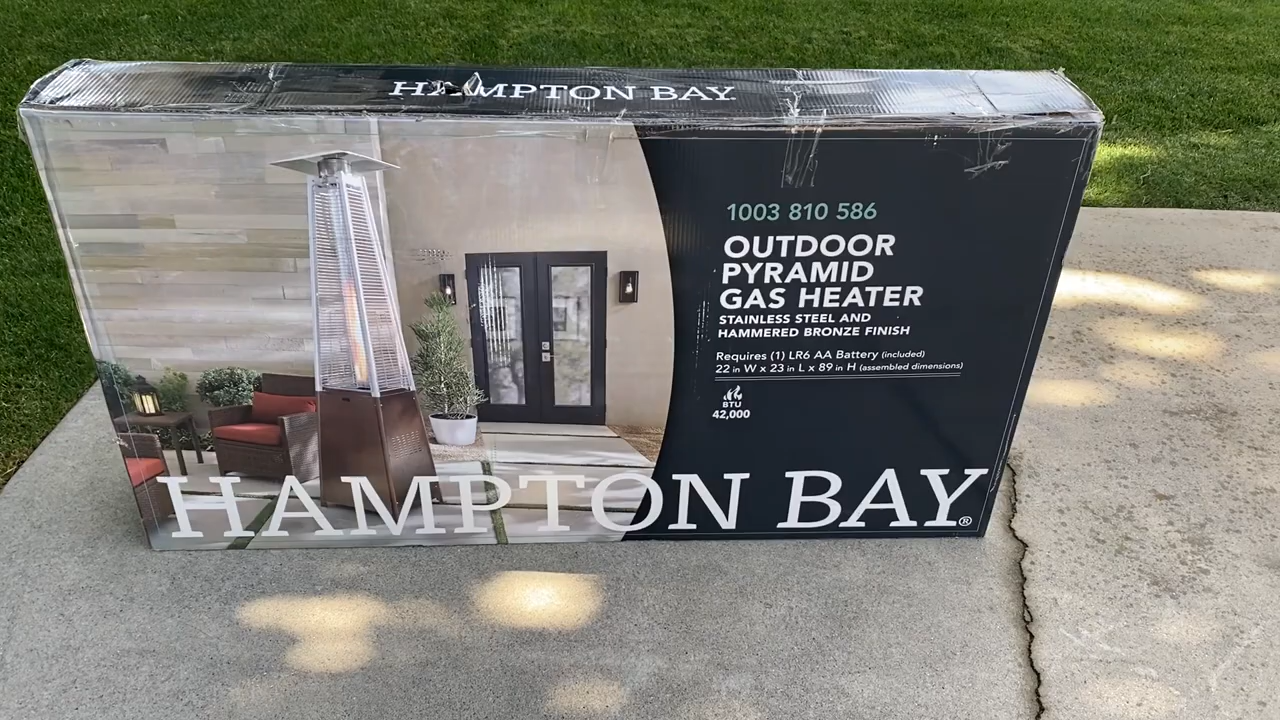 HAMPTON BAY
1003 810 586
OUTDOOR
PYRAMID
GAS HEATER
STAINLESS STEEL AND
HAMMERED BRONZE FINISH
Requires (1) LR6 AA Battery (included)
22 in W x 23 in L x 89 in H (assembled dimensions)
BTU
42,000
HAMPTON BAY®